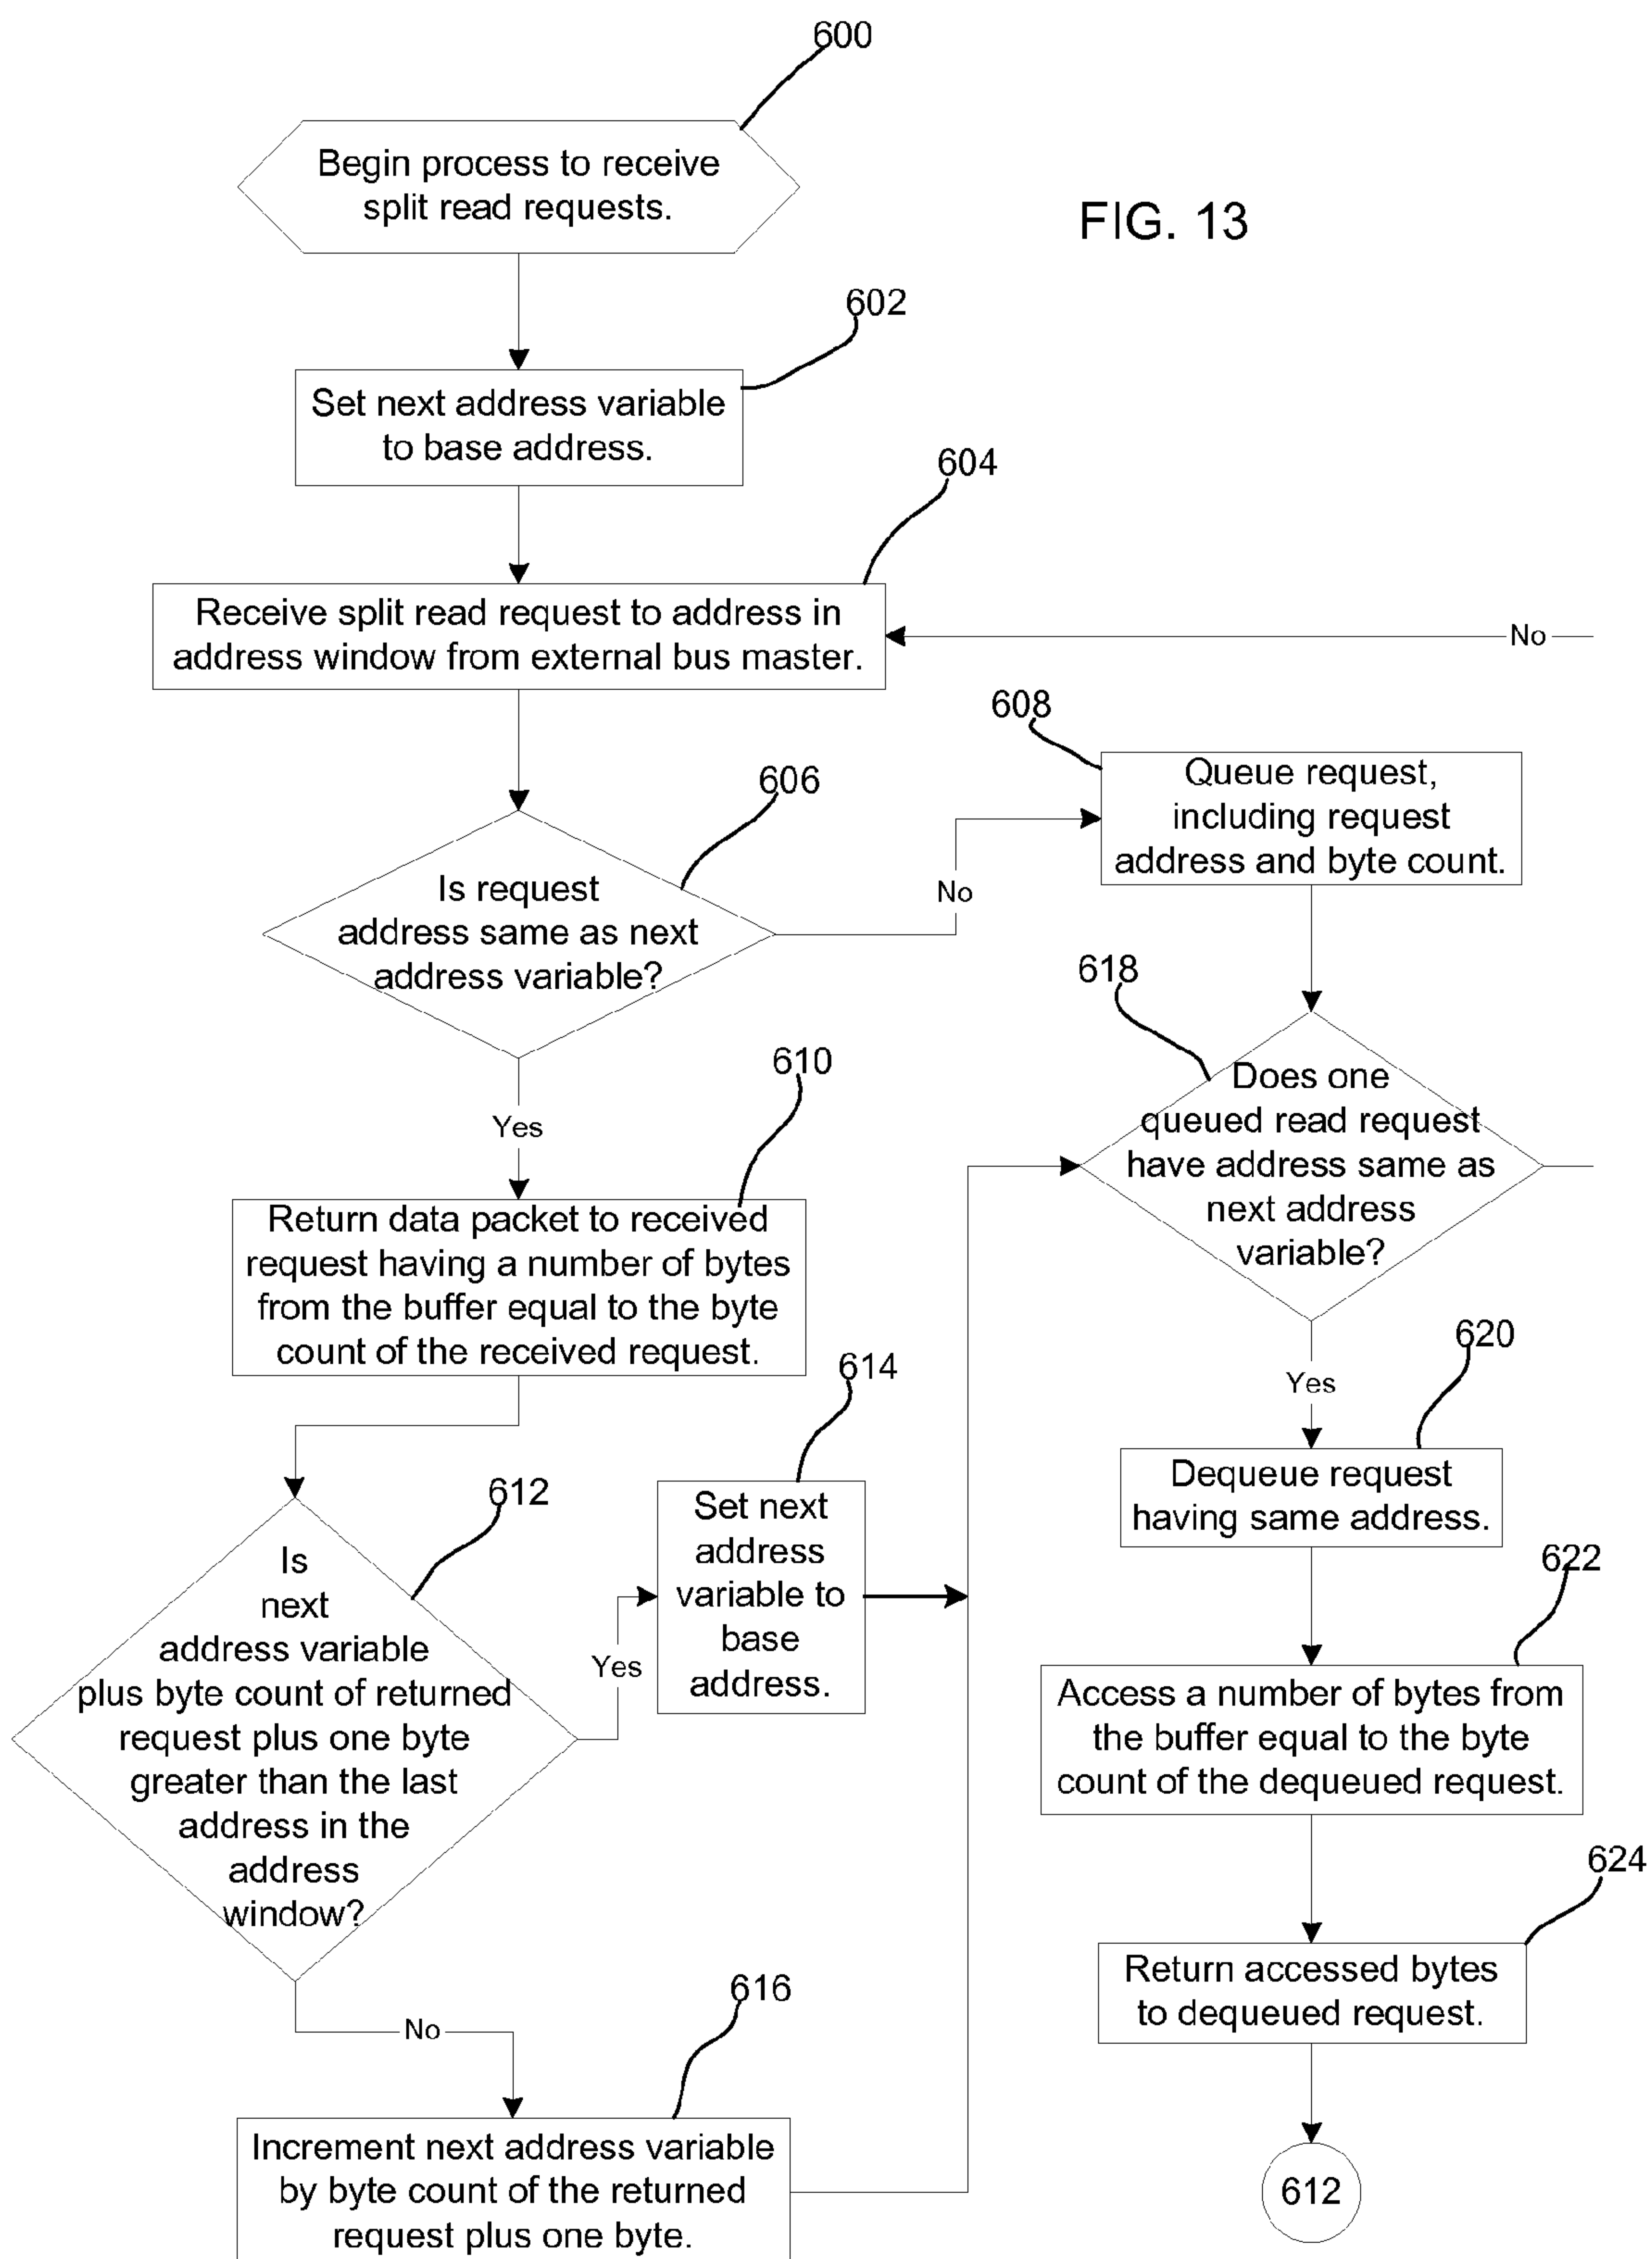 600
Begin process to receive
split read requests.
FIG. 13
602
Set next address variable
to base address.
604
Receive split read request to address in
address window from external bus master.
No
606
Is request
address same as next
address variable?
No
608
Queue request,
including request
address and byte count.
Yes
610
Return data packet to received
request having a number of bytes
from the buffer equal to the byte
count of the received request.
612
Is
next
address variable
plus byte count of returned
request plus one byte
greater than the last
address in the
address
window?
Yes
614
Set next
address
variable to
base
address.
No
616
Increment next address variable
by byte count of the returned
request plus one byte.
618
Does one
queued read request
have address same as
next address
variable?
Yes
620
Dequeue request
having same address.
622
Access a number of bytes from
the buffer equal to the byte
count of the dequeued request.
624
Return accessed bytes
to dequeued request.
612